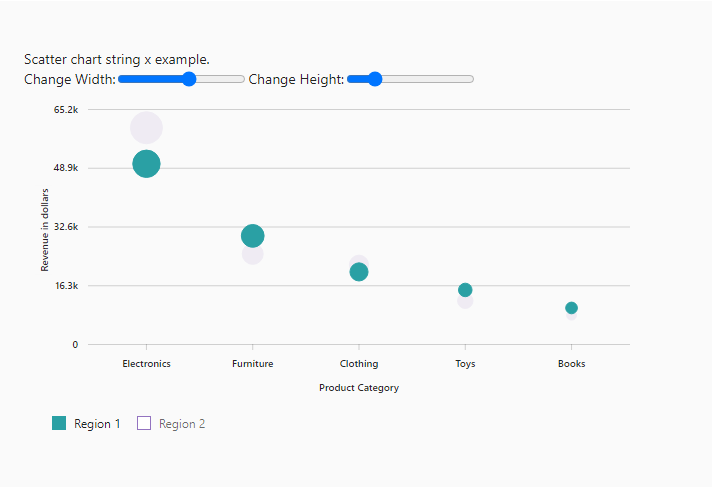 Scatter chart string x example.
Change Width: Change Height:
65.2k
48.9k
32.6k
16.3k
0
Revenue in dollars
Electronics Furniture Clothing Toys Books
Product Category
Region 1 Region 2